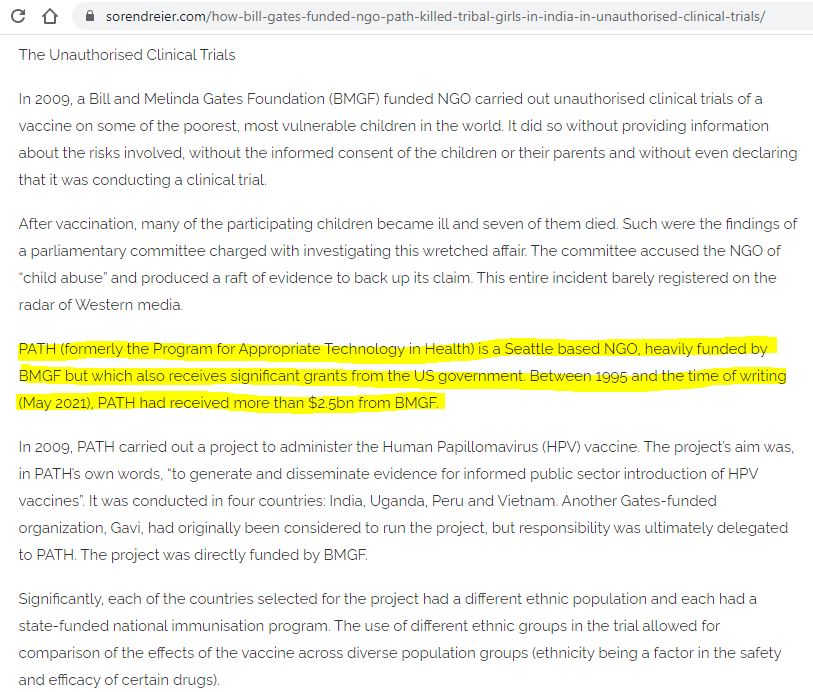 sorendreier.com/how-bill-gates-funded-ngo-path-killed-tribal-girls-in-india-in-unauthorised-clinical-trials/
The Unauthorised Clinical Trials
In 2009, a Bill and Melinda Gates Foundation (BMGF) funded NGO carried out unauthorised clinical trials of a
vaccine on some of the poorest, most vulnerable children in the world. It did so without providing information
about the risks involved, without the informed consent of the children or their parents and without even declaring
that it was conducting a clinical trial.
After vaccination, many of the participating children became ill and seven of them died. Such were the findings of
a parliamentary committee charged with investigating this wretched affair. The committee accused the NGO of
“child abuse” and produced a raft of evidence to back up its claim. This entire incident barely registered on the
radar of Western media.
PATH (formerly the Program for Appropriate Technology in Health) is a Seattle based NGO, heavily funded by
BMGF but which also receives significant grants from the US government. Between 1995 and the time of writing
(May 2021), PATH had received more than $2.5bn from BMGF.
In 2009, PATH carried out a project to administer the Human Papillomavirus (HPV) vaccine. The project’s aim was,
in PATH’s own words, “to generate and disseminate evidence for informed public sector introduction of HPV
vaccines”. It was conducted in four countries: India, Uganda, Peru and Vietnam. Another Gates-funded
organization, Gavi, had originally been considered to run the project, but responsibility was ultimately delegated
to PATH. The project was directly funded by BMGF.
Significantly, each of the countries selected for the project had a different ethnic population and each had a
state-funded national immunisation program. The use of different ethnic groups in the trial allowed for
comparison of the effects of the vaccine across diverse population groups (ethnicity being a factor in the safety
and efficacy of certain drugs).